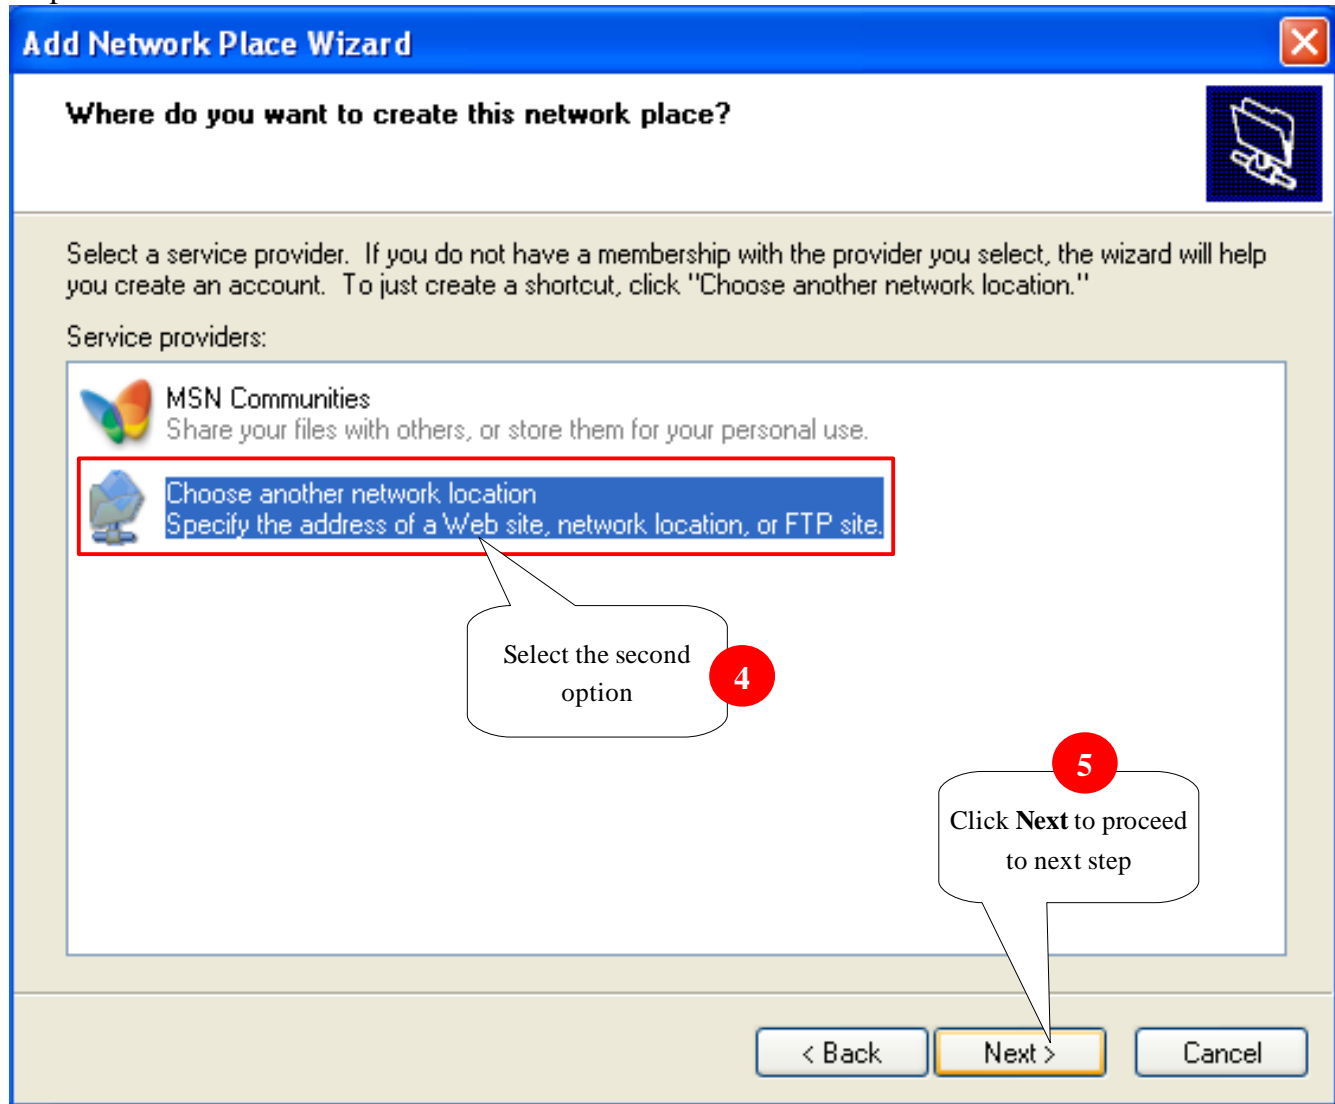 Add Network Place Wizard
Where do you want to create this network place?
Select a service provider.  If you do not have a membership with the provider you select, the wizard will help
you create an account.  To just create a shortcut, click "Choose another network location."
Service providers:
MSN Communities
Share your files with others, or store them for your personal use.
Choose another network location
Specify the address of a Web site, network location, or FTP site.
Select the second
option
4
5
Click Next to proceed
to next step
< Back
Next >
Cancel